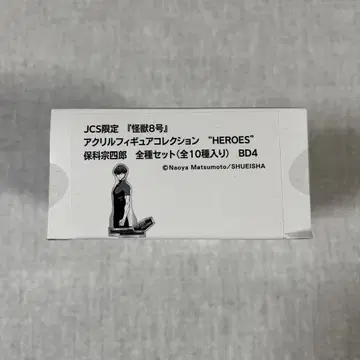 JCS限定 『怪獣8号』
アクリルフィギュアコレクション “HEROES”
保科宗四郎 全種セット(全10種入り) BD4
©Naoya Matsumoto/SHUEISHA